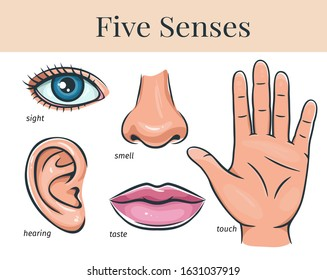 Five Senses
sight
smell
hearing
taste
touch
shutterstock.com · 1631037919